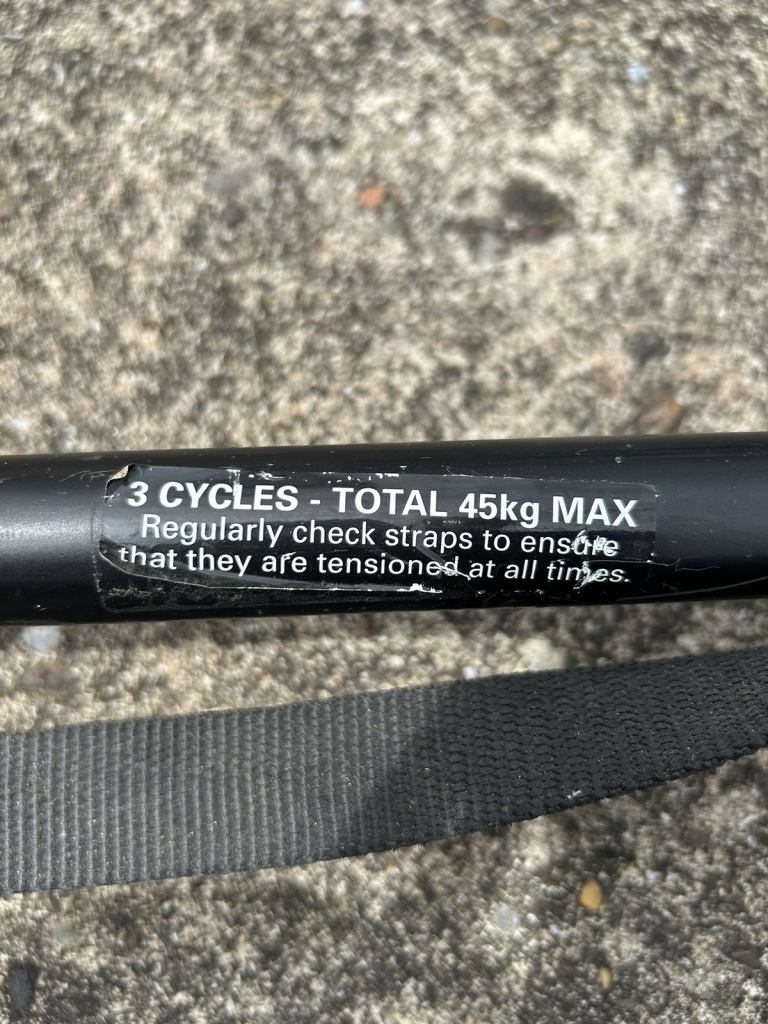 3 CYCLES - TOTAL 45kg MAX
Regularly check straps to ensure
that they are tensioned at all times.